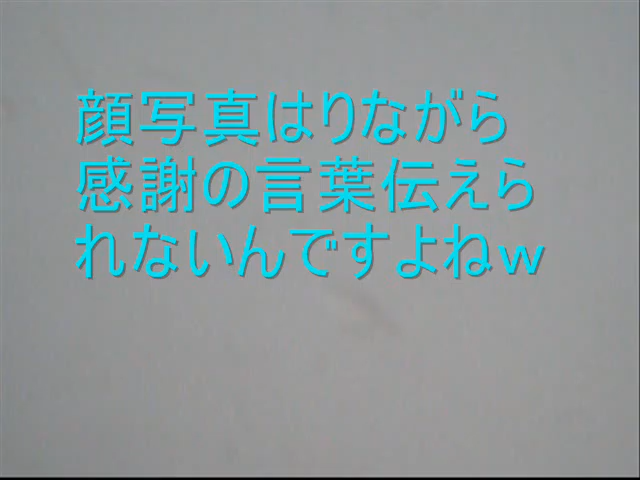 顔写真はりながら
感謝の言葉伝えら
れないんですよねｗ